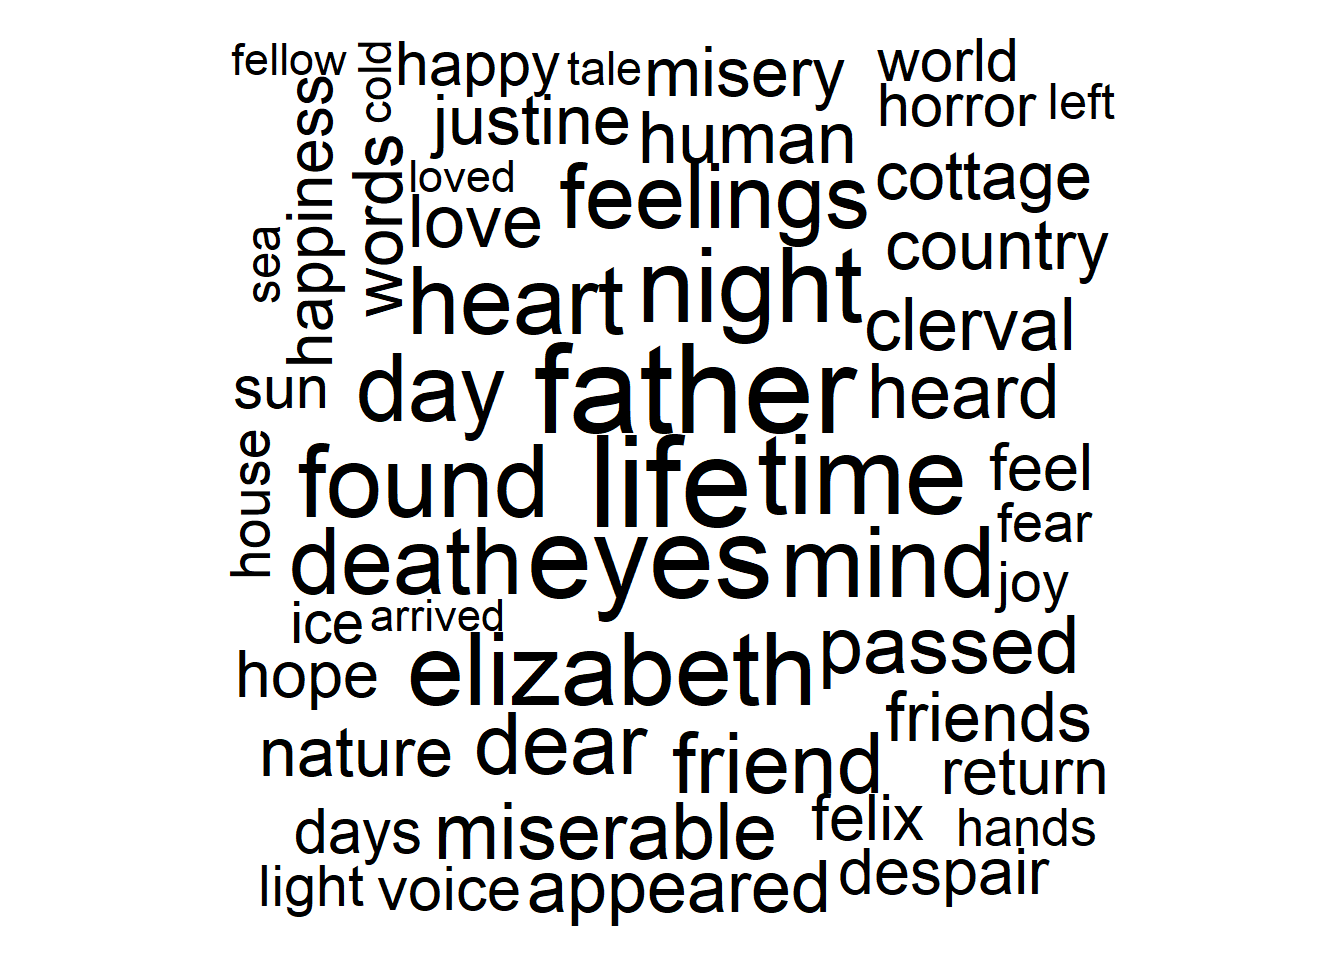 fellow
cold
happy
tale
misery
world
horror
left
happiness
words
justine
human
loved
love
feelings
cottage
sea
heart
night
country
clerval
sun
day
father
heard
house
found
life
time
feel
fear
death
eyes
mind
joy
ice
arrived
hope
elizabeth
passed
nature
dear
friend
friends
return
days
miserable
felix
hands
light
voice
appeared
despair